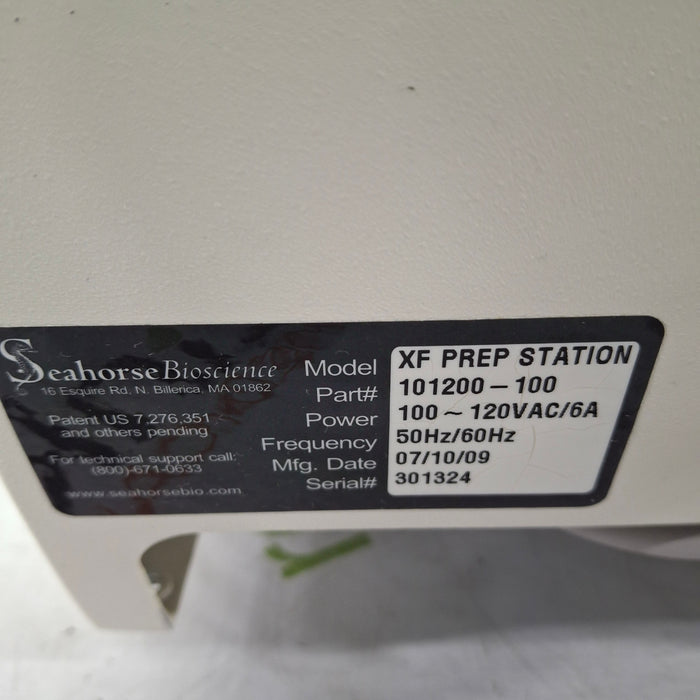 Seahorse Bioscience
16 Esquire Rd. N. Billerica, MA 01862
Patent US 7,276,351
and others pending
For technical support call:
(800)-671-0633
www.seahorsebio.com
Model XF PREP STATION
Part# 101200-100
Power 100 ~ 120VAC/6A
Frequency 50Hz/60Hz
Mfg. Date 07/10/09
Serial# 301324